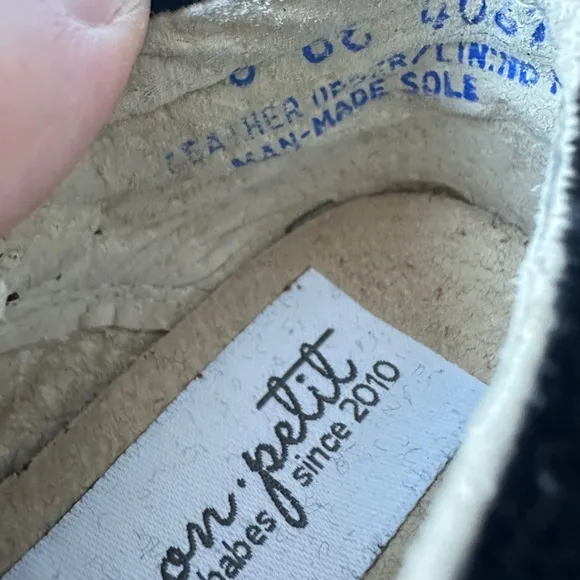 LEATHER UPPER/LINING
MAN-MADE SOLE
on·petit
babes since 2010